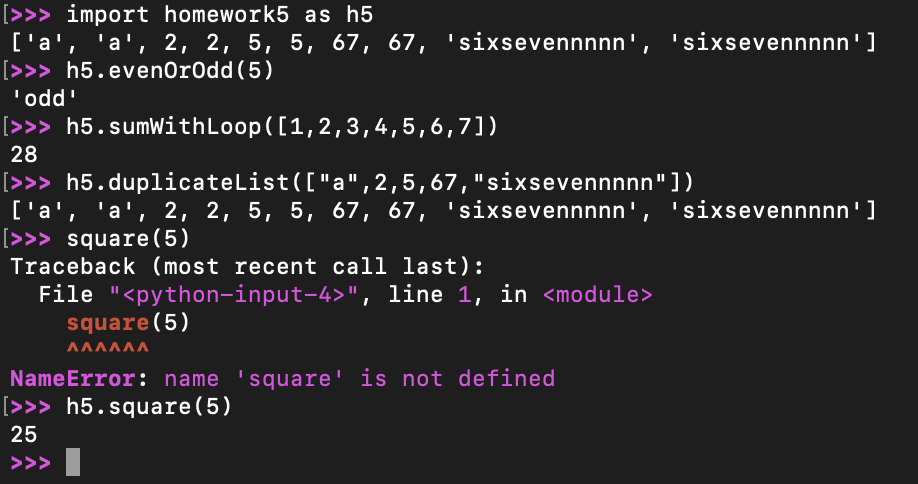 [>>> import homework5 as h5
['a', 'a', 2, 2, 5, 5, 67, 67, 'sixsevennnnn', 'sixsevennnnn']
[>>> h5.evenOrOdd(5)
'odd'
[>>> h5.sumWithLoop([1,2,3,4,5,6,7])
28
[>>> h5.duplicateList(["a",2,5,67,"sixsevennnnn"])
['a', 'a', 2, 2, 5, 5, 67, 67, 'sixsevennnnn', 'sixsevennnnn']
[>>> square(5)
Traceback (most recent call last):
  File "<python-input-4>", line 1, in <module>
    square(5)
    ^^^^^^
NameError: name 'square' is not defined
[>>> h5.square(5)
25
>>>